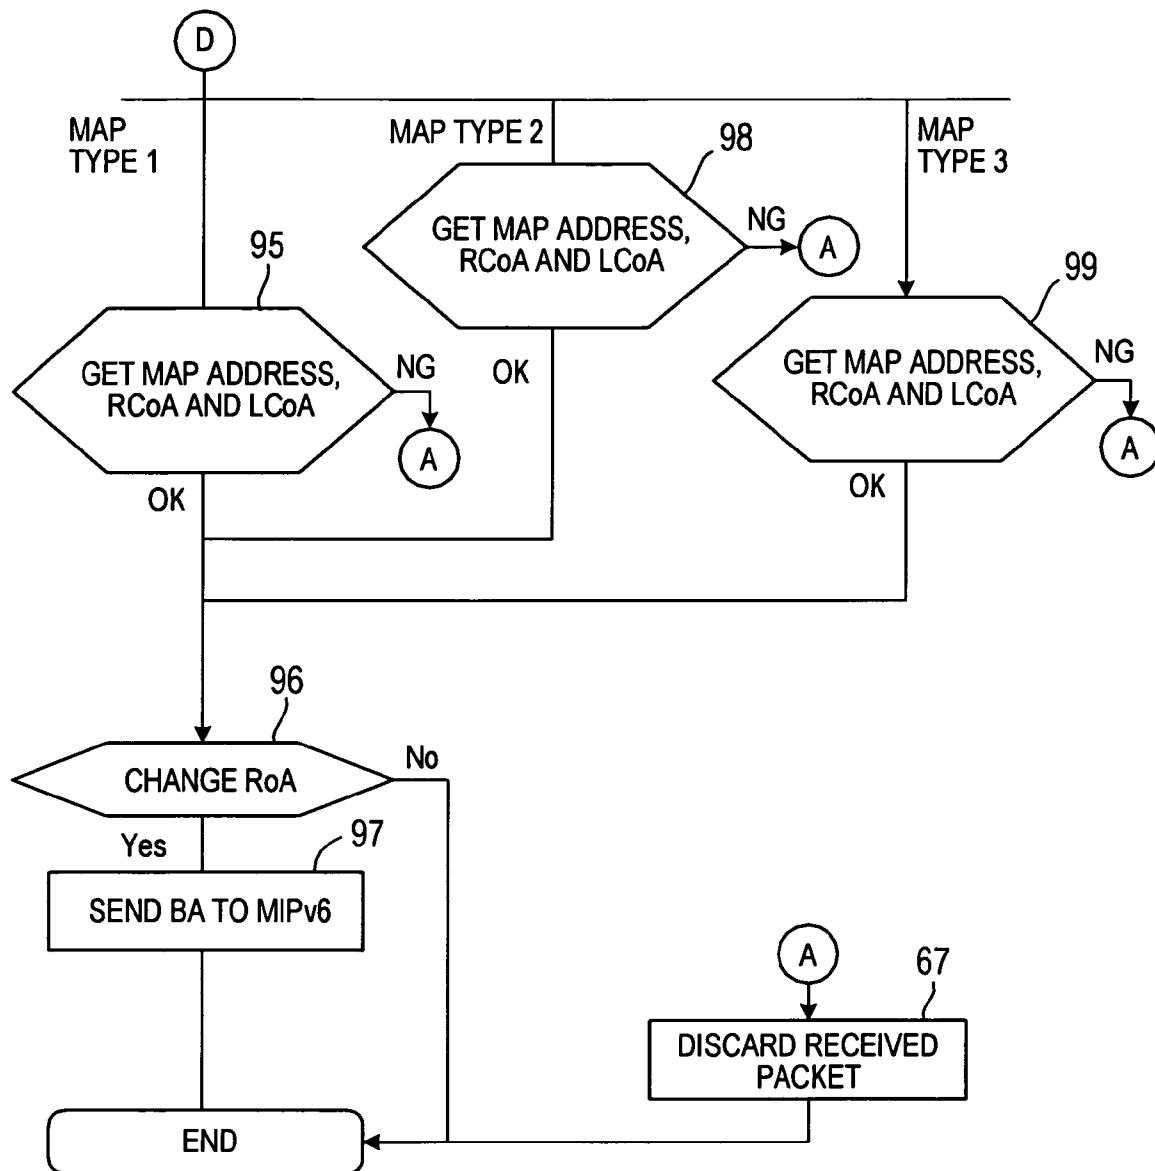 D
MAP
TYPE 1
MAP TYPE 2
98
MAP
TYPE 3
GET MAP ADDRESS,
RCoA AND LCoA
NG
A
95
99
GET MAP ADDRESS,
RCoA AND LCoA
NG
A
OK
GET MAP ADDRESS,
RCoA AND LCoA
NG
A
OK
OK
96
CHANGE RoA
No
Yes
97
SEND BA TO MIPv6
A
67
DISCARD RECEIVED
PACKET
END